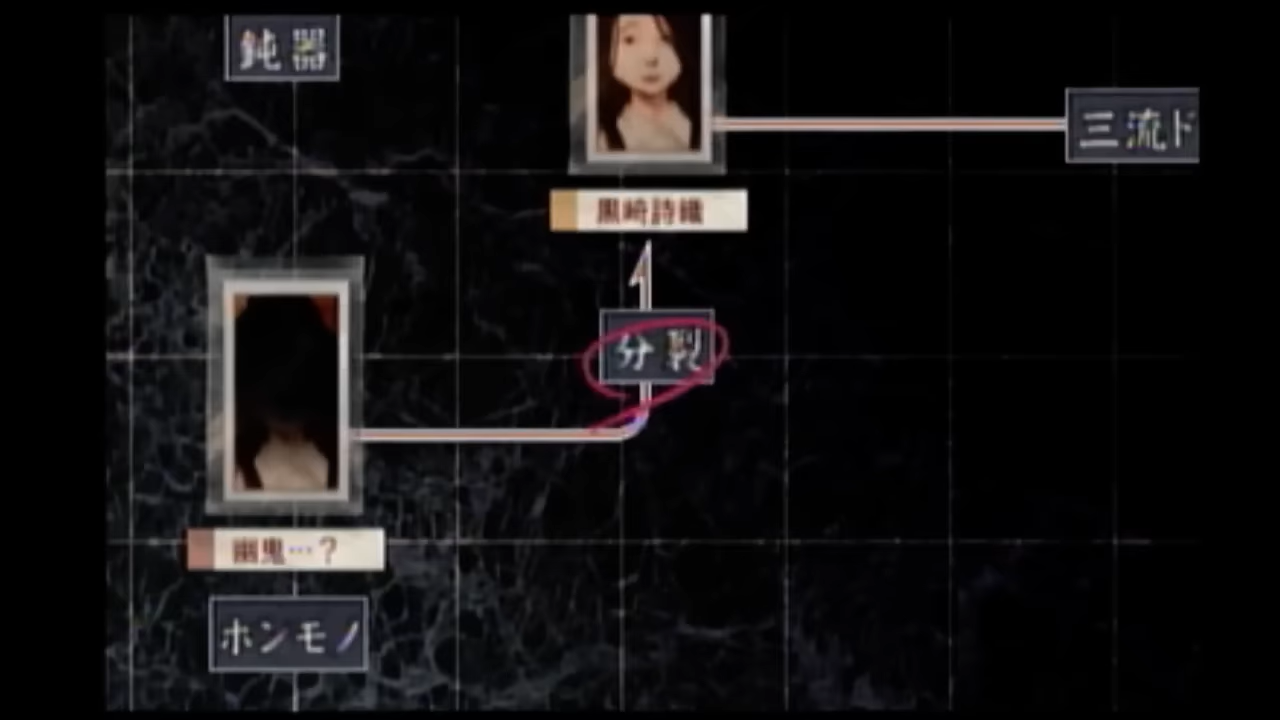 鈍器
三流ド
黒崎詩織
分裂
幽鬼…？
ホンモノ